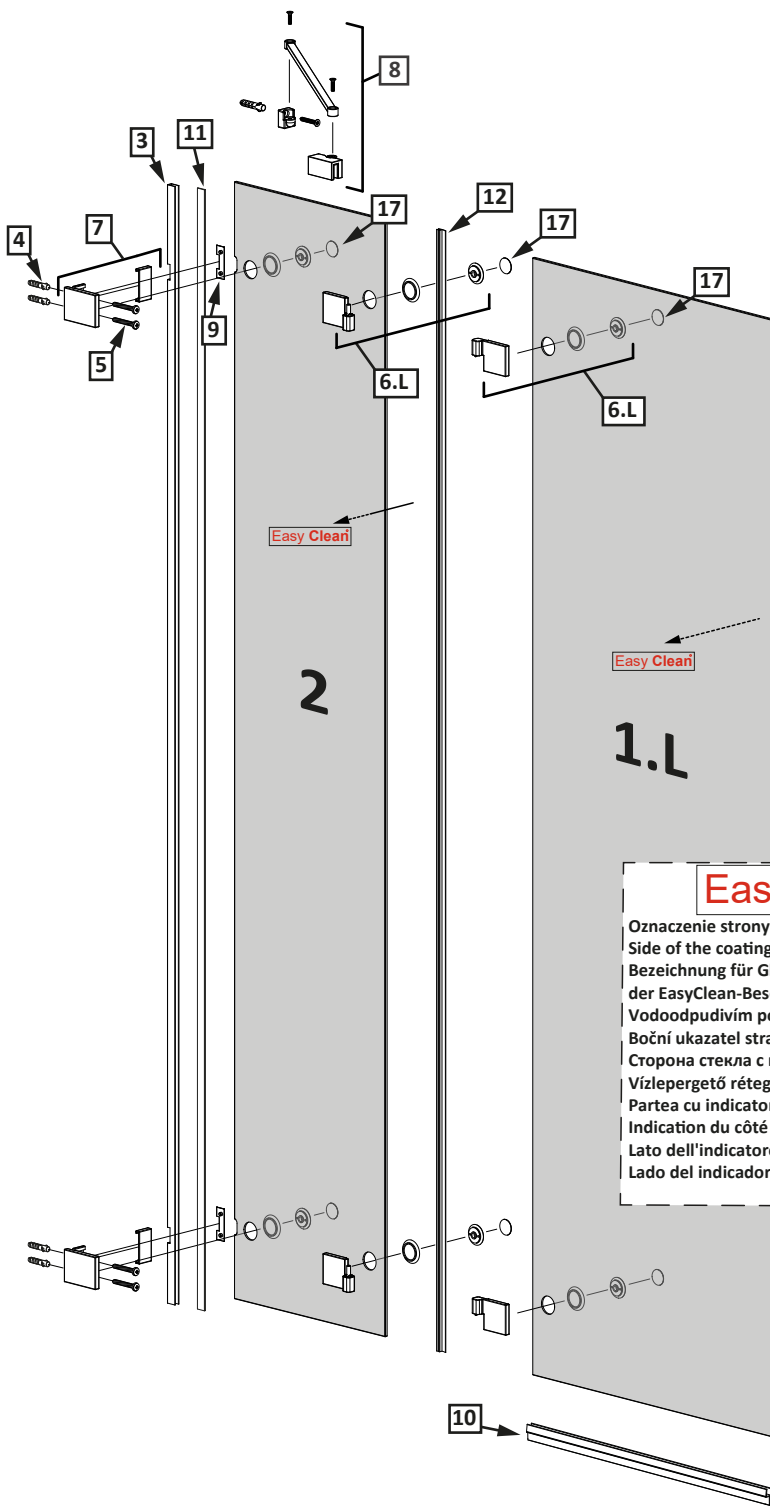 8
3
11
17
12
17
4
7
17
9
5
6.L
6.L
Easy Clean
2
Easy Clean
1.L
Eas
Oznaczenie strony
Side of the coating
Bezeichnung für G
der EasyClean-Bes
Vodoodpudivím p
Boční ukazatel stra
Сторона стекла с
Vízlepergető réteg
Partea cu indicator
Indication du côté
Lato dell'indicatore
Lado del indicador
10